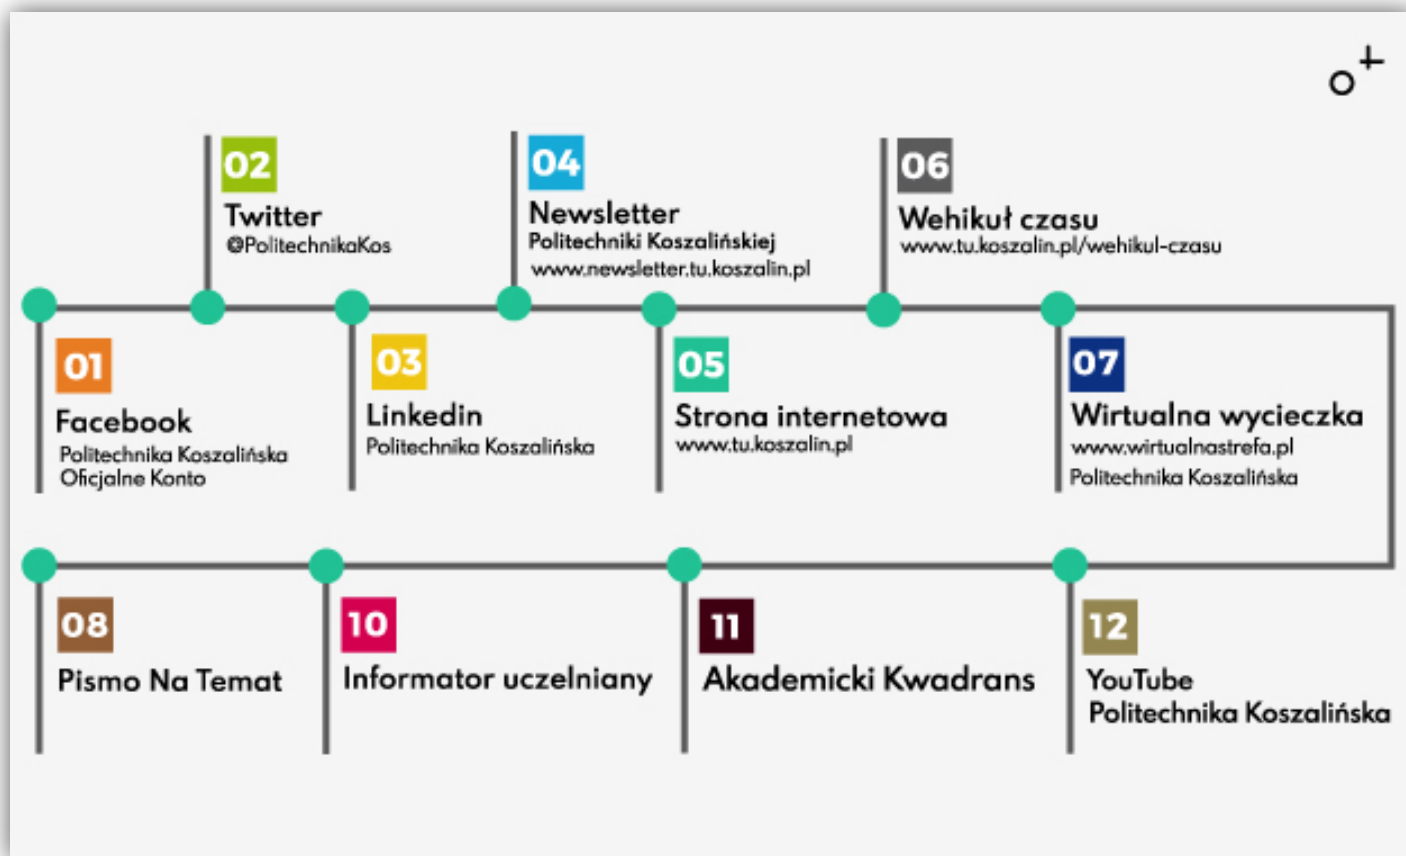 02
Twitter
@PolitechnikaKos
04
Newsletter
Politechniki Koszalińskiej
www.newsletter.tu.koszalin.pl
06
Wehikuł czasu
www.tu.koszalin.pl/wehikul-czasu
01
Facebook
Politechnika Koszalińska
Oficjalne Konto
03
Linkedin
Politechnika Koszalińska
05
Strona internetowa
www.tu.koszalin.pl
07
Wirtualna wycieczka
www.wirtualnastrefa.pl
Politechnika Koszalińska
08
Pismo Na Temat
10
Informator uczelniany
11
Akademicki Kwadrans
12
YouTube
Politechnika Koszalińska